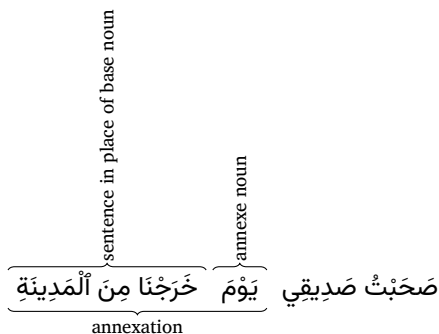 sentence in place of base noun
annexe noun
صَحَبْتُ صَدِيقِي يَوْمَ خَرَجْنَا مِنَ ٱلْمَدِينَةِ
annexation